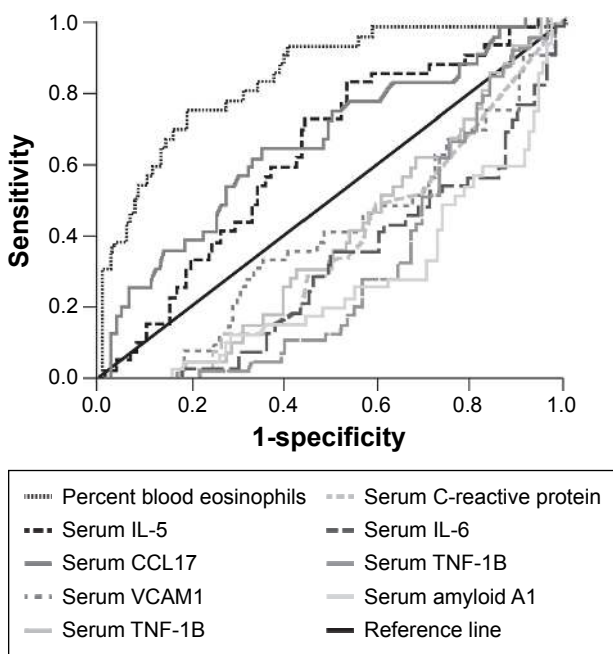 1.0
0.8
0.6
0.4
0.2
0.0
Sensitivity
0.0 0.2 0.4 0.6 0.8 1.0
1-specificity
Percent blood eosinophils
Serum IL-5
Serum CCL17
Serum VCAM1
Serum TNF-1B
Serum C-reactive protein
Serum IL-6
Serum TNF-1B
Serum amyloid A1
Reference line